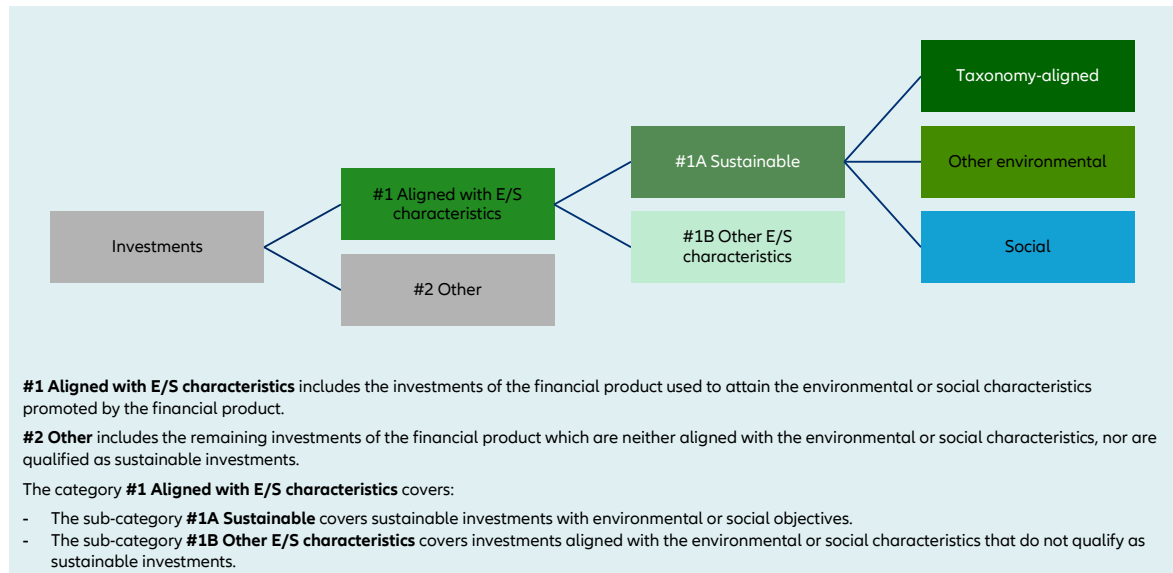 Taxonomy-aligned
#1A Sustainable
Other environmental
#1 Aligned with E/S
characteristics
Investments
#1B Other E/S
characteristics
Social
#2 Other
#1 Aligned with E/S characteristics includes the investments of the financial product used to attain the environmental or social characteristics
promoted by the financial product.
#2 Other includes the remaining investments of the financial product which are neither aligned with the environmental or social characteristics, nor are
qualified as sustainable investments.
The category #1 Aligned with E/S characteristics covers:
- The sub-category #1A Sustainable covers sustainable investments with environmental or social objectives.
- The sub-category #1B Other E/S characteristics covers investments aligned with the environmental or social characteristics that do not qualify as
sustainable investments.